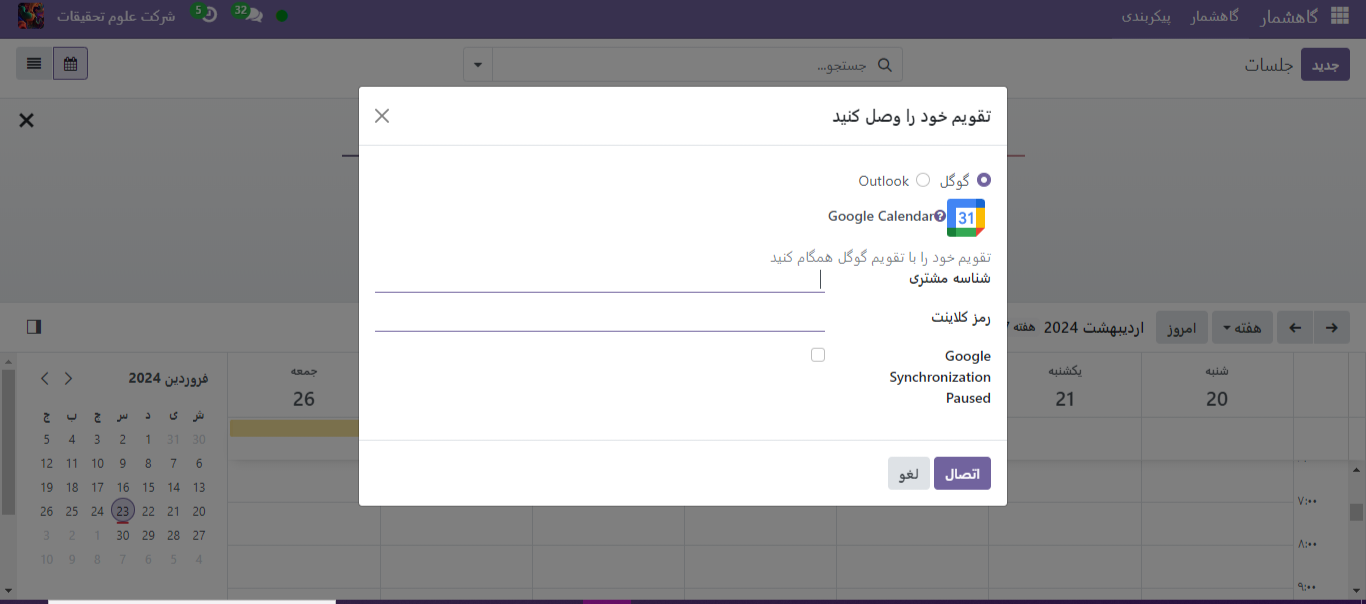 گاهشمار گاهشمار پیکربندی 32 5 شرکت علوم تحقیقات
جدید جلسات جستجو...
تقویم خود را وصل کنید
گوگل Outlook
31 Google Calendar ?
تقویم خود را با تقویم گوگل همگام کنید
شناسه مشتری
رمز کلاینت
Google
Synchronization
Paused
اتصال لغو
هفته امروز اردیبهشت 2024 هفته
شنبه یکشنبه جمعه
20 21 26
۷:۰۰
۸:۰۰
۹:۰۰
فروردین 2024
ش ی د س چ پ ج
30 31 1 2 3 4 5
6 7 8 9 10 11 12
13 14 15 16 17 18 19
20 21 22 23 24 25 26
27 28 29 30 1 2 3
4 5 6 7 8 9 10